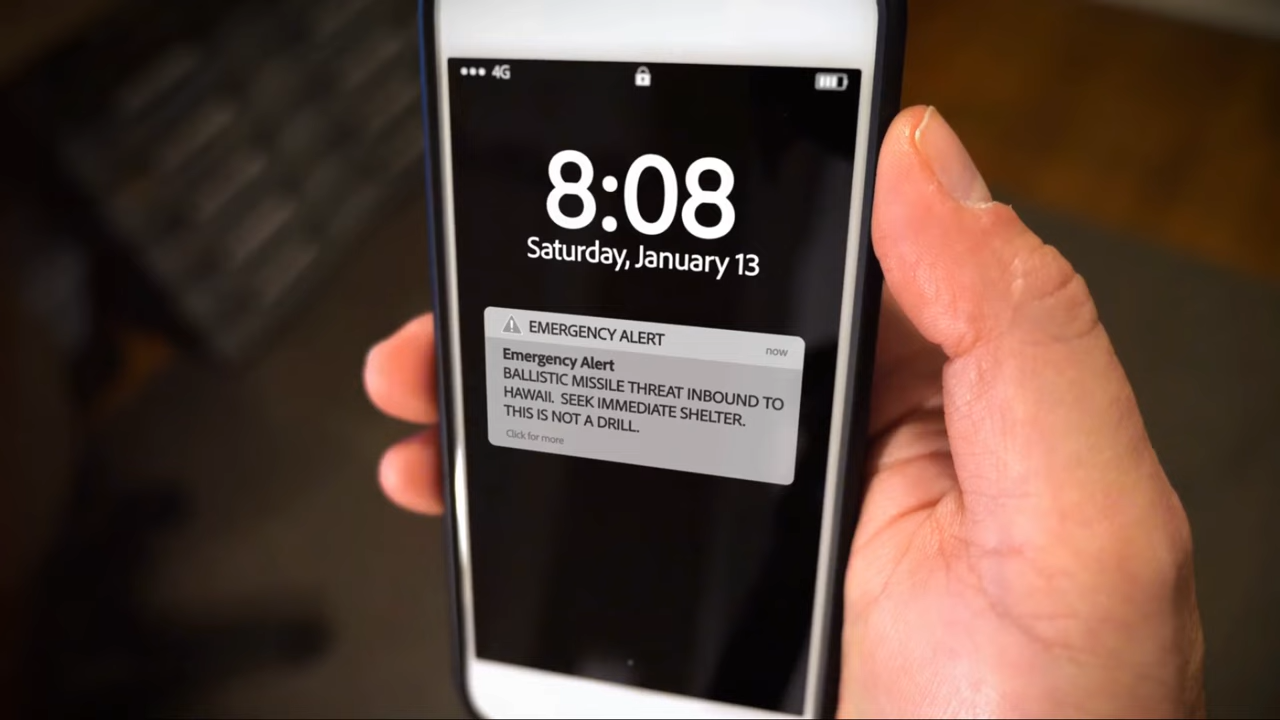 4G
8:08
Saturday, January 13
EMERGENCY ALERT
now
Emergency Alert
BALLISTIC MISSILE THREAT INBOUND TO
HAWAII. SEEK IMMEDIATE SHELTER.
THIS IS NOT A DRILL.
Click for more